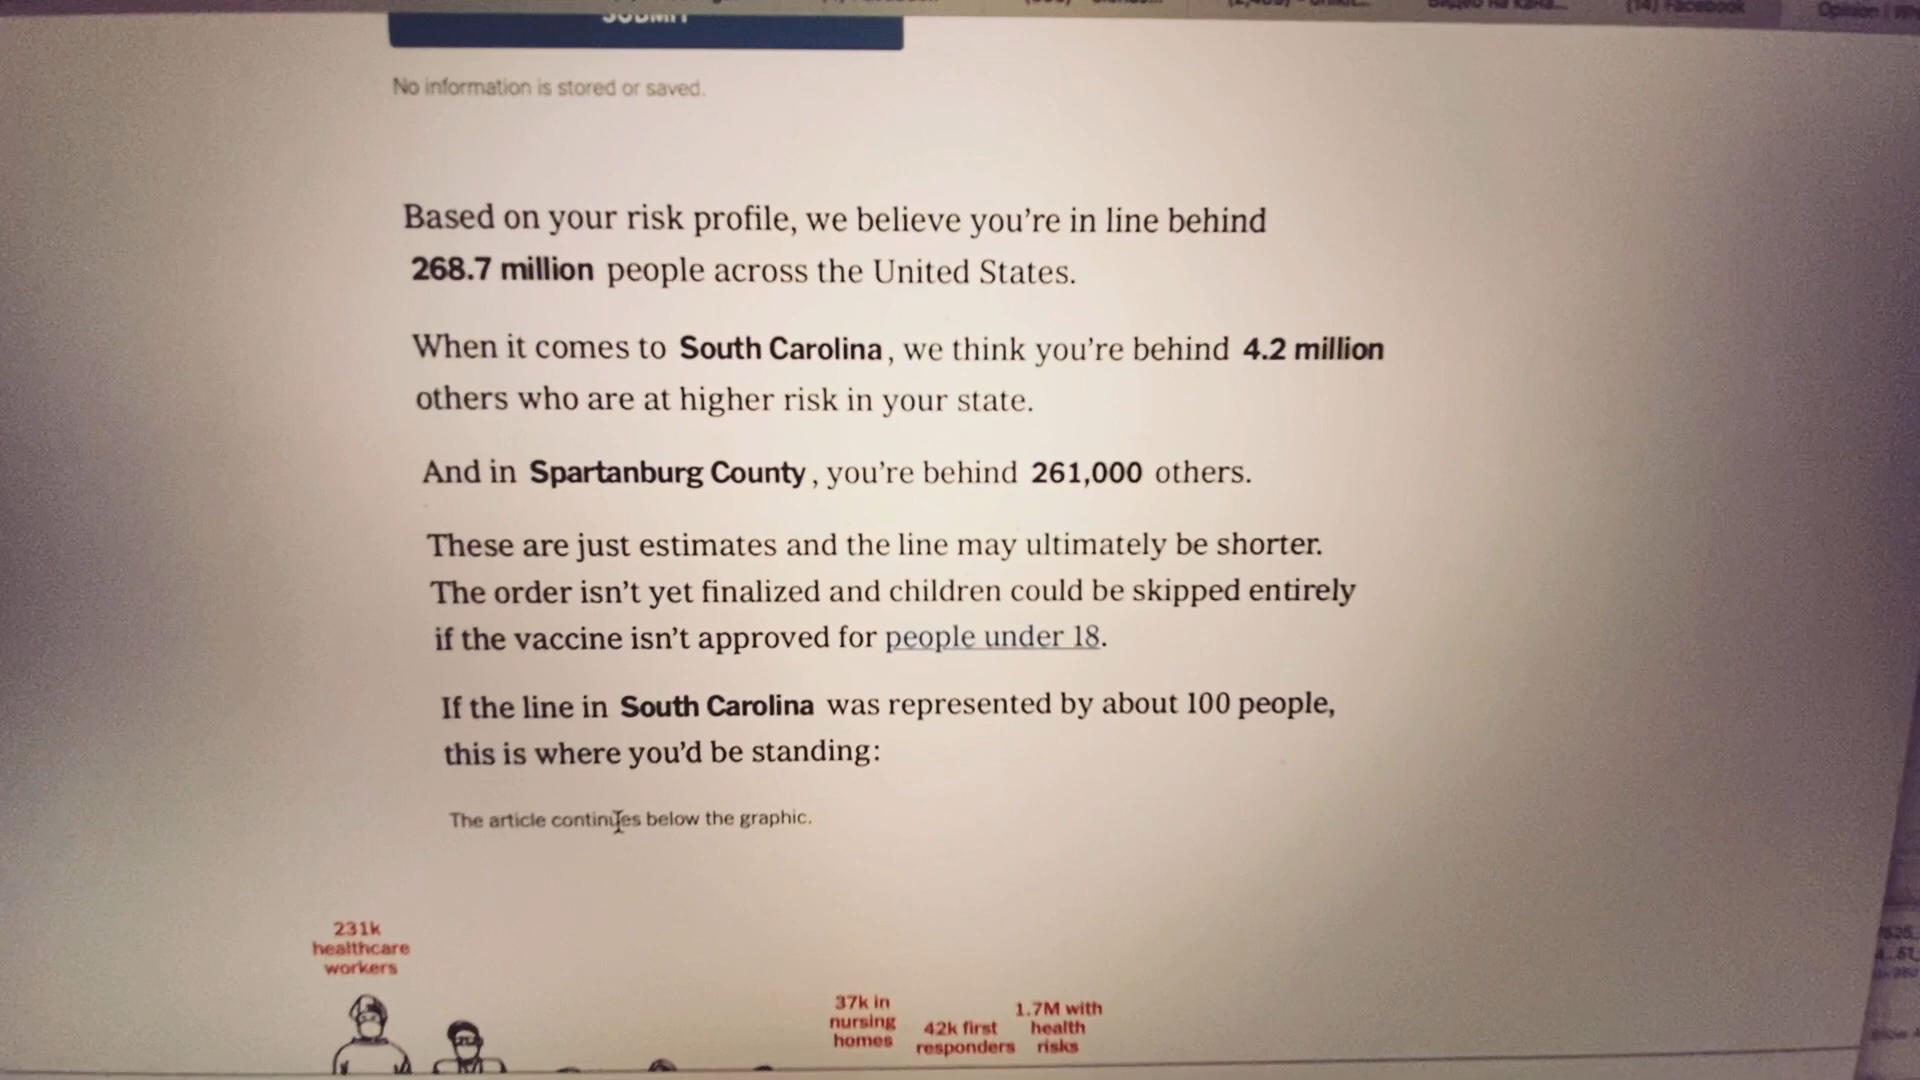 SUBMIT
(14) Facebook
No information is stored or saved.
Based on your risk profile, we believe you're in line behind
268.7 million people across the United States.
When it comes to South Carolina, we think you're behind 4.2 million
others who are at higher risk in your state.
And in Spartanburg County, you're behind 261,000 others.
These are just estimates and the line may ultimately be shorter.
The order isn't yet finalized and children could be skipped entirely
if the vaccine isn't approved for people under 18.
If the line in South Carolina was represented by about 100 people,
this is where you'd be standing:
The article continues below the graphic.
231k
healthcare
workers
37k in
nursing
homes
42k first
responders
1.7M with
health
risks